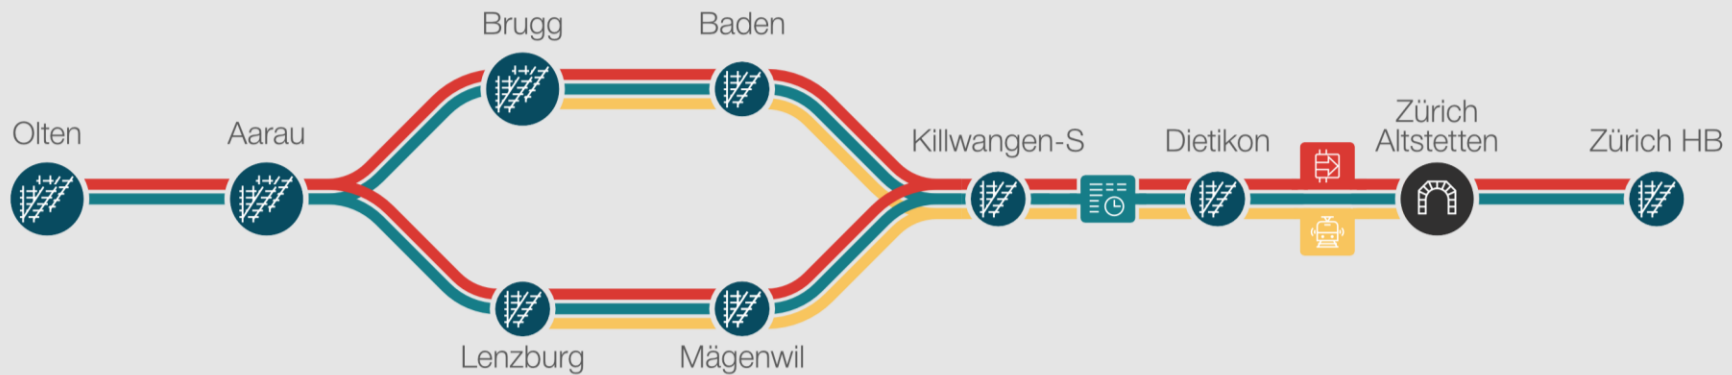 Brugg
Baden
Olten
Aarau
Killwangen-S
Dietikon
Zürich
Altstetten
Zürich HB
Lenzburg
Mägenwil